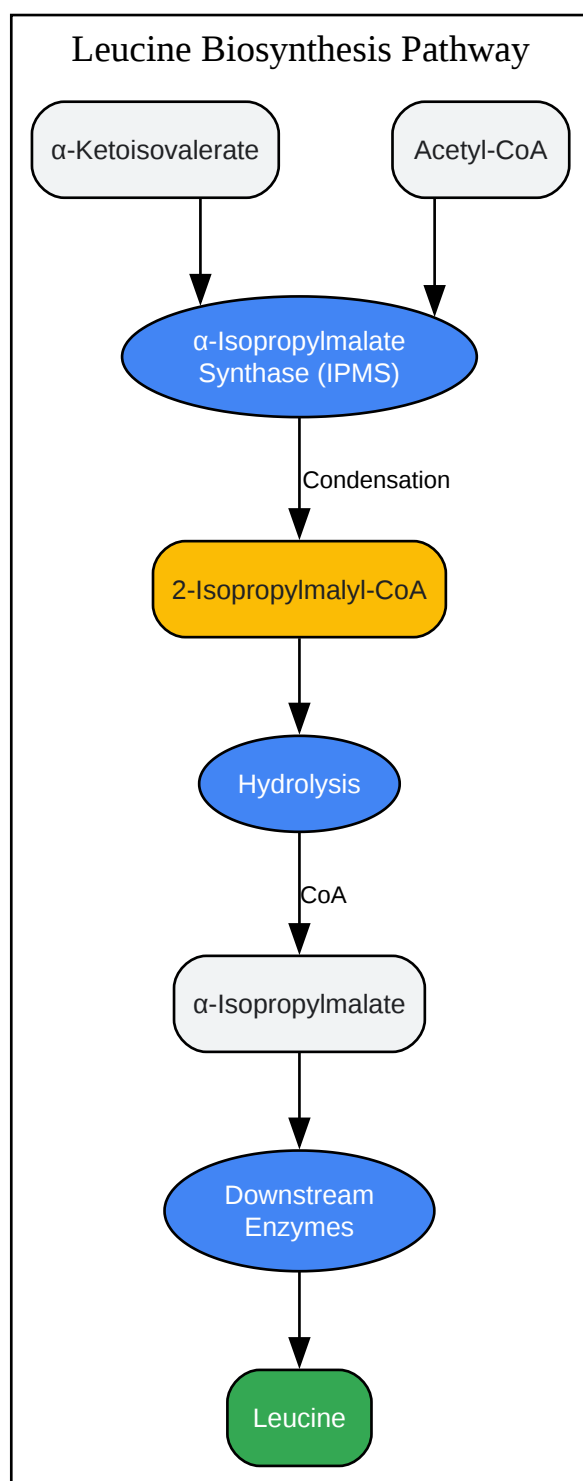 Leucine Biosynthesis Pathway
α-Ketoisovalerate
Acetyl-CoA
α-Isopropylmalate
Synthase (IPMS)
Condensation
2-Isopropylmalyl-CoA
Hydrolysis
CoA
α-Isopropylmalate
Downstream
Enzymes
Leucine